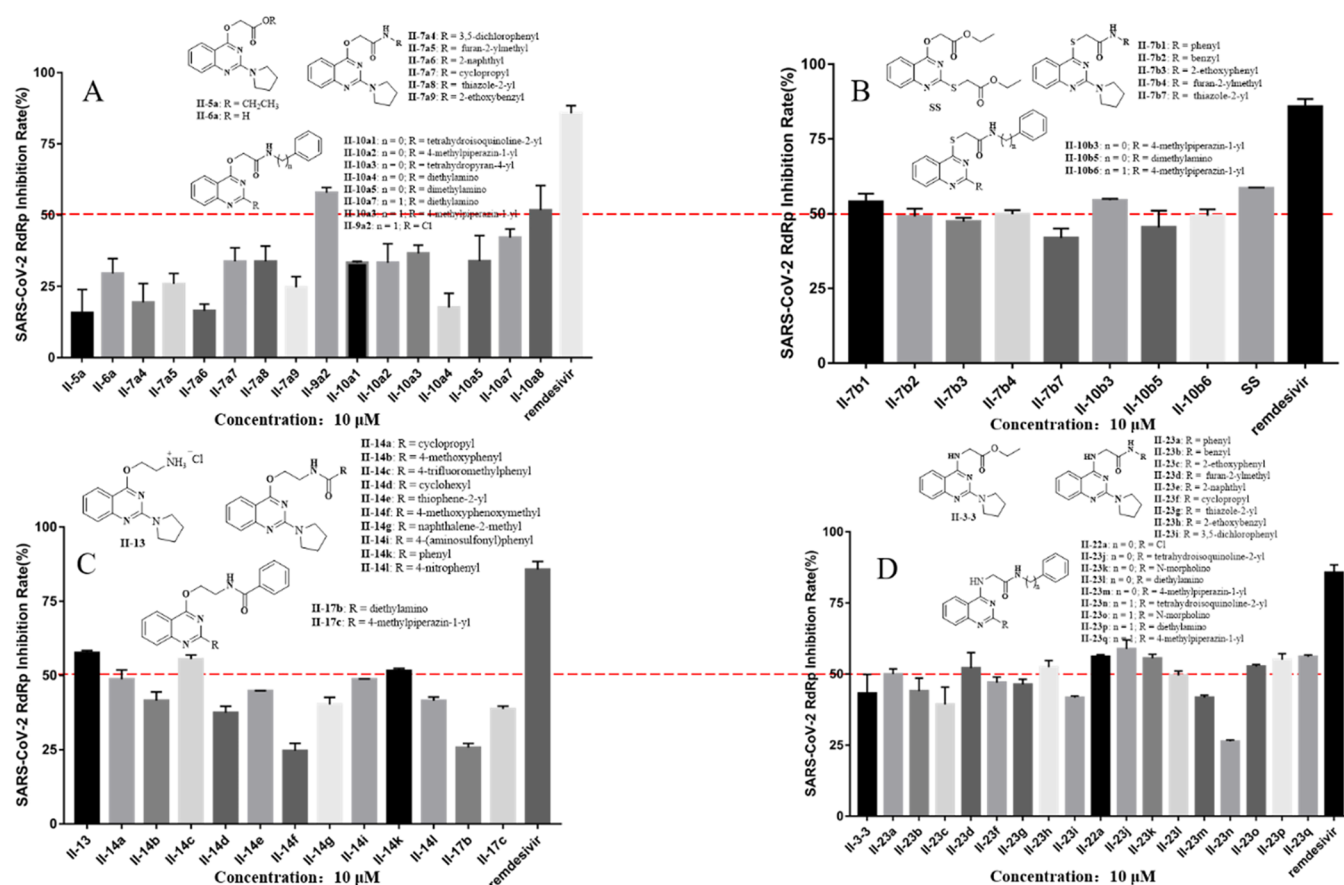 A
SARS-CoV-2 RdRp Inhibition Rate(%)
100
75
50
25
0
II-5a: R = CH2CH3
II-6a: R = H
II-7a4: R = 3,5-dichlorophenyl
II-7a5: R = furan-2-ylmethyl
II-7a6: R = 2-naphthyl
II-7a7: R = cyclopropyl
II-7a8: R = thiazole-2-yl
II-7a9: R = 2-ethoxybenzyl
II-10a1: n = 0; R = tetrahydroisoquinoline-2-yl
II-10a2: n = 0; R = 4-methylpiperazin-1-yl
II-10a3: n = 0; R = tetrahydropyran-4-yl
II-10a4: n = 0; R = diethylamino
II-10a5: n = 0; R = dimethylamino
II-10a7: n = 1; R = diethylamino
II-10a3: n = 1; R = 4-methylpiperazin-1-yl
II-9a2: n = 1; R = Cl
II-5a II-6a II-7a4 II-7a5 II-7a6 II-7a7 II-7a8 II-7a9 II-9a2 II-10a1 II-10a2 II-10a3 II-10a4 II-10a5 II-10a7 II-10a8 remdesivir
Concentration: 10 μM
B
SARS-CoV-2 RdRp Inhibition Rate(%)
100
75
50
25
0
SS
II-7b1: R = phenyl
II-7b2: R = benzyl
II-7b3: R = 2-ethoxyphenyl
II-7b4: R = furan-2-ylmethyl
II-7b7: R = thiazole-2-yl
II-10b3: n = 0; R = 4-methylpiperazin-1-yl
II-10b5: n = 0; R = dimethylamino
II-10b6: n = 1; R = 4-methylpiperazin-1-yl
II-7b1 II-7b2 II-7b3 II-7b4 II-7b7 II-10b3 II-10b5 II-10b6 SS remdesivir
Concentration: 10 μM
C
SARS-CoV-2 RdRp Inhibition Rate(%)
100
75
50
25
0
II-13
II-14a: R = cyclopropyl
II-14b: R = 4-methoxyphenyl
II-14c: R = 4-trifluoromethylphenyl
II-14d: R = cyclohexyl
II-14e: R = thiophene-2-yl
II-14f: R = 4-methoxyphenoxymethyl
II-14g: R = naphthalene-2-methyl
II-14i: R = 4-(aminosulfonyl)phenyl
II-14k: R = phenyl
II-14l: R = 4-nitrophenyl
II-17b: R = diethylamino
II-17c: R = 4-methylpiperazin-1-yl
II-13 II-14a II-14b II-14c II-14d II-14e II-14f II-14g II-14i II-14k II-14l II-17b II-17c remdesivir
Concentration: 10 μM
D
SARS-CoV-2 RdRp Inhibition Rate(%)
100
75
50
25
0
II-3-3
II-23a: R = phenyl
II-23b: R = benzyl
II-23c: R = 2-ethoxyphenyl
II-23d: R = furan-2-ylmethyl
II-23e: R = 2-naphthyl
II-23f: R = cyclopropyl
II-23g: R = thiazole-2-yl
II-23h: R = 2-ethoxybenzyl
II-23i: R = 3,5-dichlorophenyl
II-22a: n = 0; R = Cl
II-23j: n = 0; R = tetrahydroisoquinoline-2-yl
II-23k: n = 0; R = N-morpholino
II-23l: n = 0; R = diethylamino
II-23m: n = 0; R = 4-methylpiperazin-1-yl
II-23n: n = 1; R = tetrahydroisoquinoline-2-yl
II-23o: n = 1; R = N-morpholino
II-23p: n = 1; R = diethylamino
II-23q: n = 1; R = 4-methylpiperazin-1-yl
II-3-3 II-23a II-23b II-23c II-23d II-23f II-23g II-23h II-23i II-22a II-23j II-23k II-23l II-23m II-23n II-23o II-23p II-23q remdesivir
Concentration: 10 μM